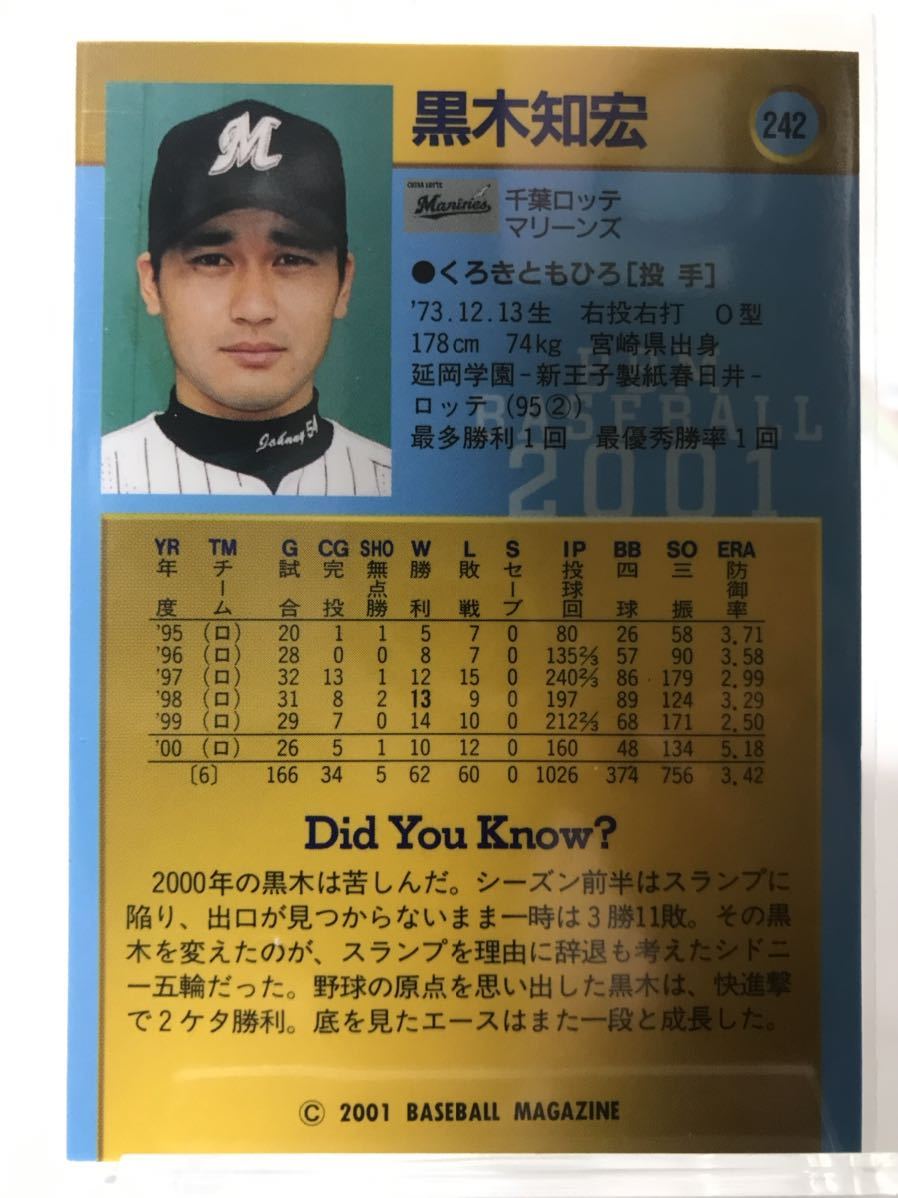 M
黒木知宏
242
CHIBA LOTTE
Marines
千葉ロッテ
マリーンズ
●くろきともひろ[投 手]
'73.12.13生 右投右打 O型
178cm 74kg 宮崎県出身
延岡学園-新王子製紙春日井-
ロッテ (95②)
最多勝利1回 最優秀勝率1回
BASEBALL
2001
Johnny 54
YR TM G CG SHO W L S IP BB SO ERA
年度 チーム 試合 完投 無点勝 勝利 敗戦 セーブ 投球回 四球 三振 防御率
'95 (ロ) 20 1 1 5 7 0 80 26 58 3.71
'96 (ロ) 28 0 0 8 7 0 135⅔ 57 90 3.58
'97 (ロ) 32 13 1 12 15 0 240⅔ 86 179 2.99
'98 (ロ) 31 8 2 13 9 0 197 89 124 3.29
'99 (ロ) 29 7 0 14 10 0 212⅔ 68 171 2.50
'00 (ロ) 26 5 1 10 12 0 160 48 134 5.18
〔6〕 166 34 5 62 60 0 1026 374 756 3.42
Did You Know?
2000年の黒木は苦しんだ。シーズン前半はスランプに
陥り、出口が見つからないまま一時は3勝11敗。その黒
木を変えたのが、スランプを理由に辞退も考えたシドニ
ー五輪だった。野球の原点を思い出した黒木は、快進撃
で2ケタ勝利。底を見たエースはまた一段と成長した。
© 2001 BASEBALL MAGAZINE